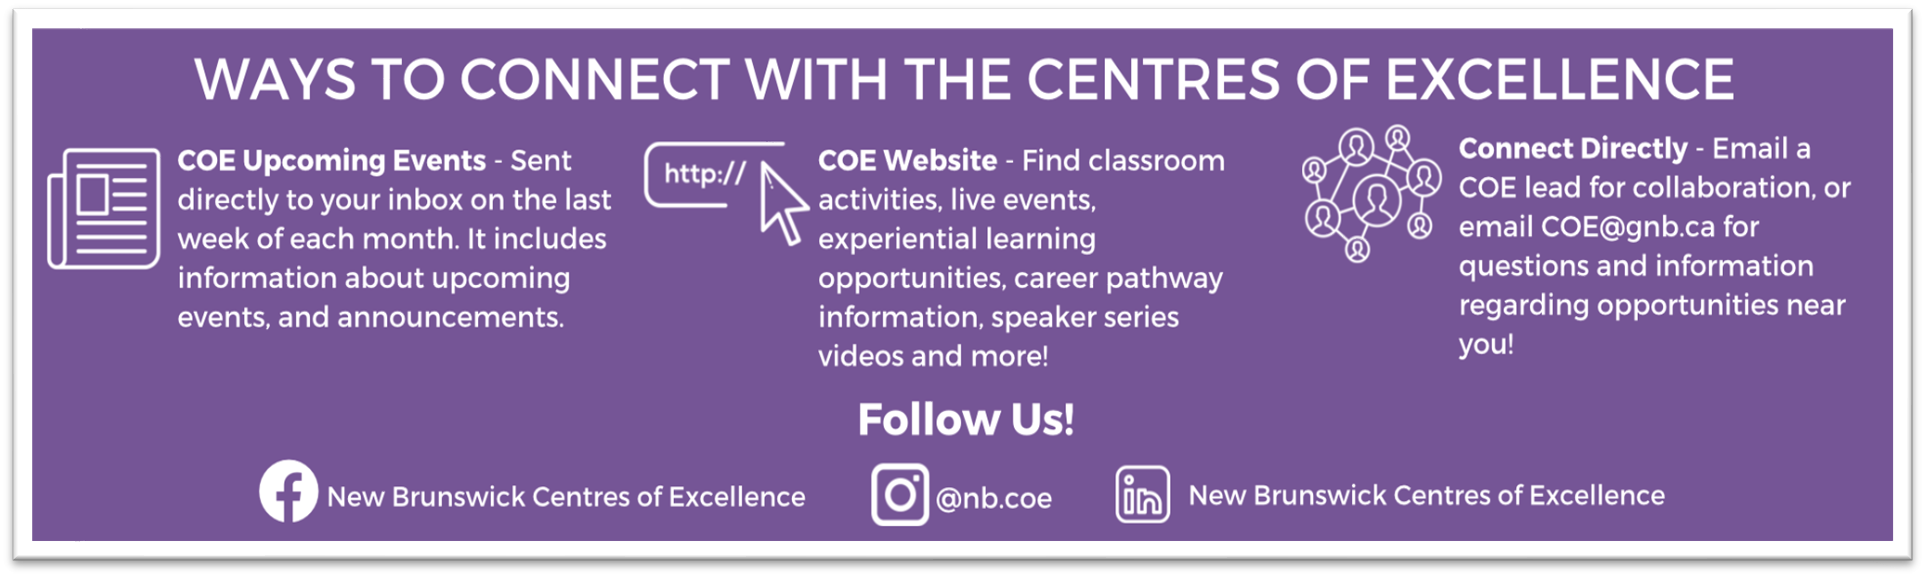 WAYS TO CONNECT WITH THE CENTRES OF EXCELLENCE
COE Upcoming Events - Sent
directly to your inbox on the last
week of each month. It includes
information about upcoming
events, and announcements.
http://
COE Website - Find classroom
activities, live events,
experiential learning
opportunities, career pathway
information, speaker series
videos and more!
Connect Directly - Email a
COE lead for collaboration, or
email COE@gnb.ca for
questions and information
regarding opportunities near
you!
Follow Us!
f New Brunswick Centres of Excellence
@nb.coe
in New Brunswick Centres of Excellence